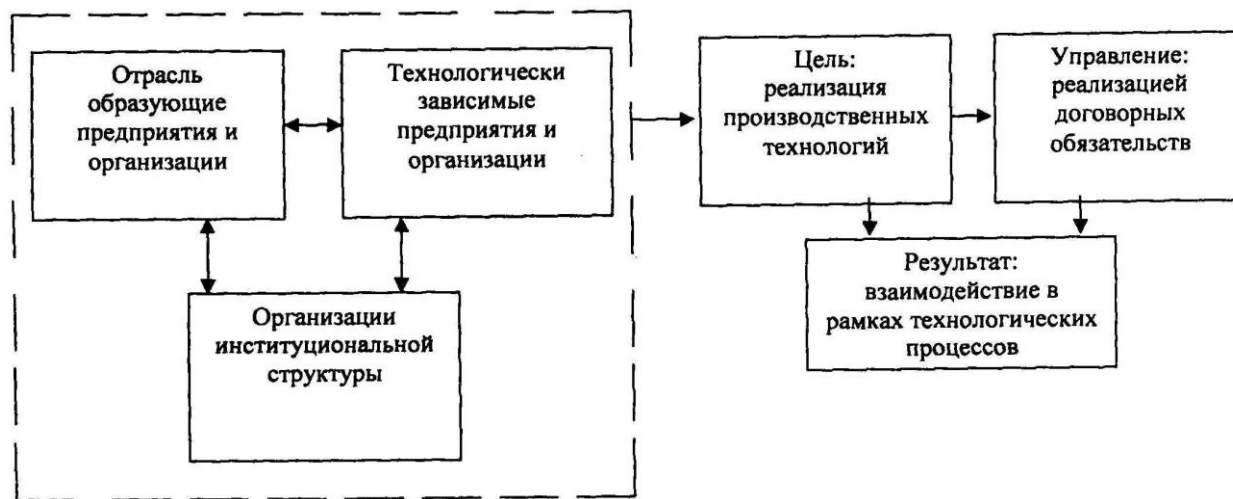 Отрасль
образующие
предприятия и
организации
Технологически
зависимые
предприятия и
организации
Организации
институциональной
структуры
Цель:
реализация
производственных
технологий
Управление:
реализацией
договорных
обязательств
Результат:
взаимодействие в
рамках технологических
процессов